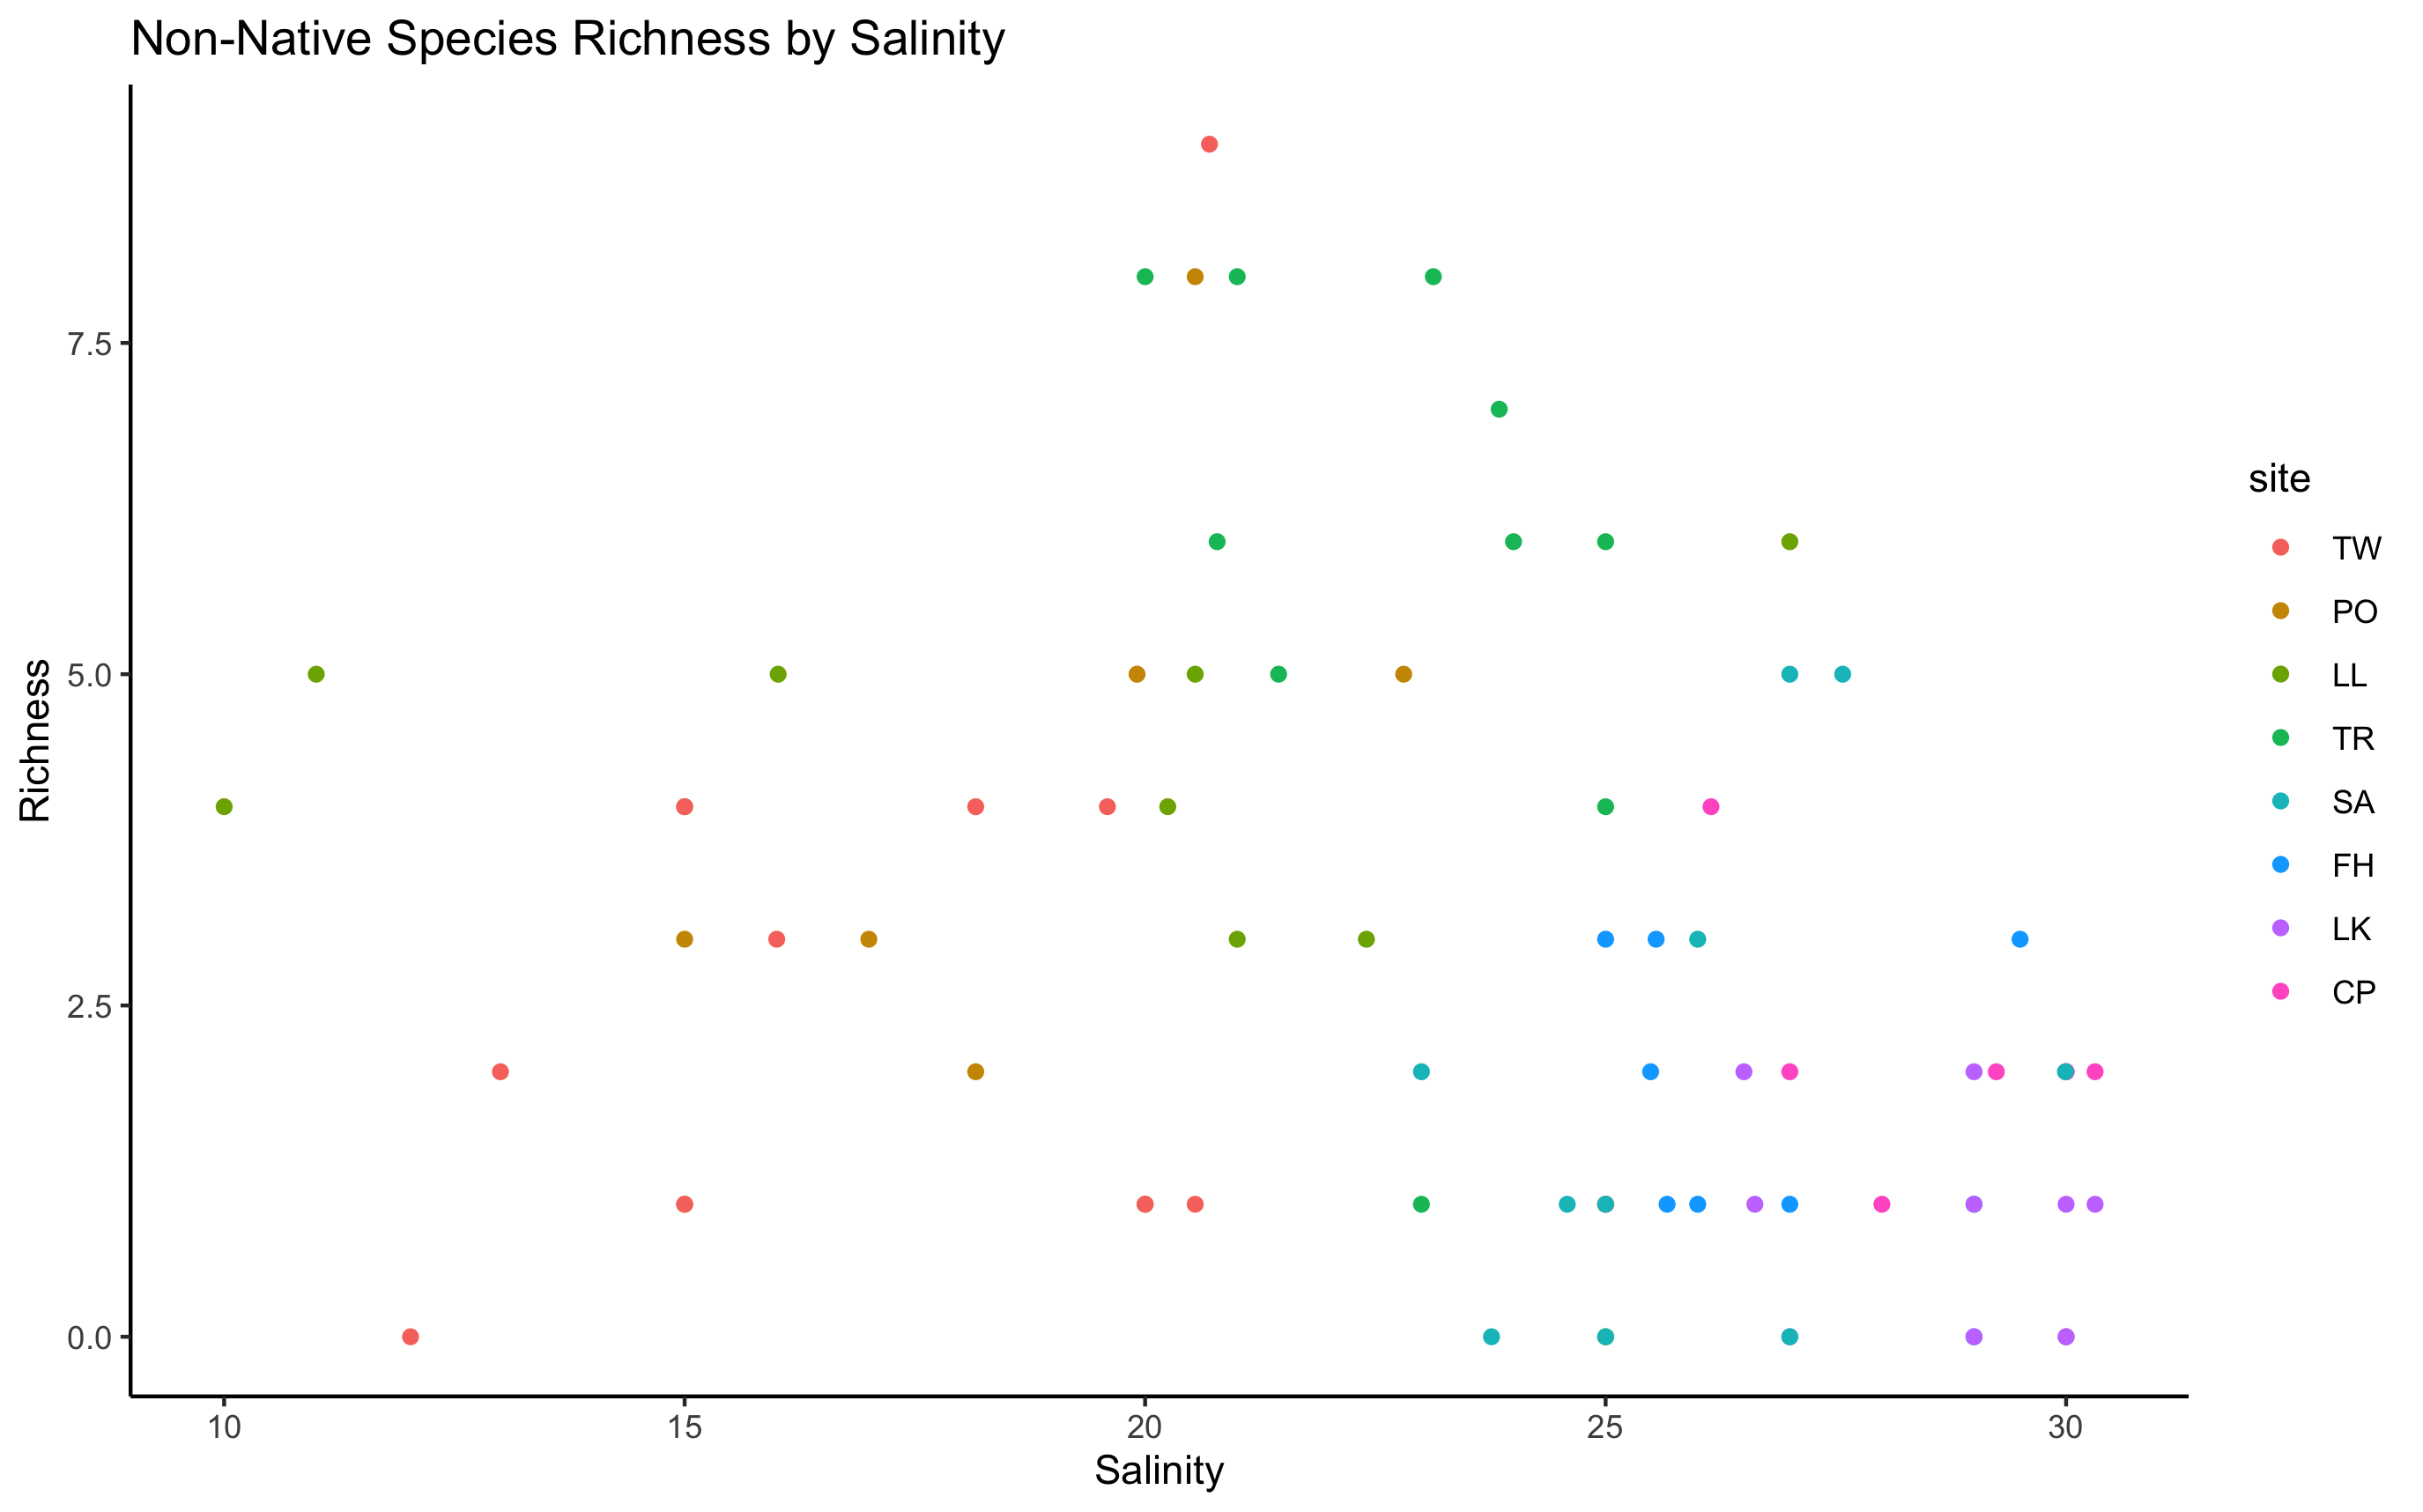 Non-Native Species Richness by Salinity
Richness
7.5
5.0
2.5
0.0
10 15 20 25 30
Salinity
site
TW
PO
LL
TR
SA
FH
LK
CP